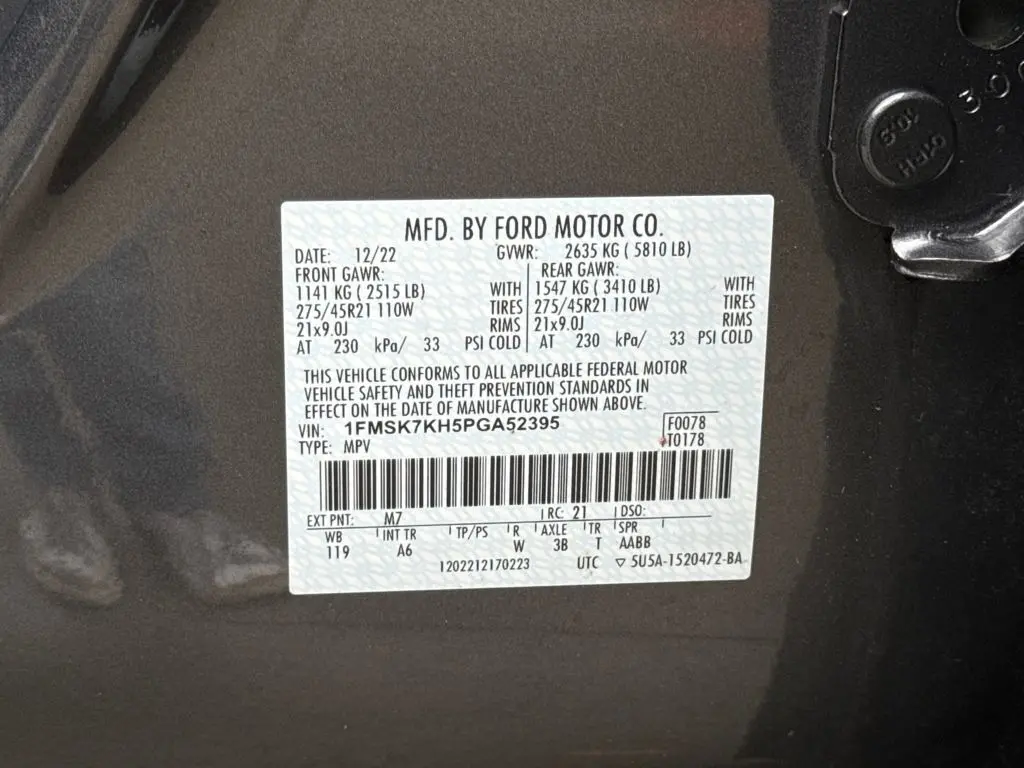 MFD. BY FORD MOTOR CO.
DATE: 12/22 GVWR: 2635 KG ( 5810 LB)
FRONT GAWR: REAR GAWR:
1141 KG ( 2515 LB) WITH 1547 KG ( 3410 LB) WITH
275/45R21 110W TIRES 275/45R21 110W TIRES
21x9.0J RIMS 21x9.0J RIMS
AT 230 kPa/ 33 PSI COLD AT 230 kPa/ 33 PSI COLD
THIS VEHICLE CONFORMS TO ALL APPLICABLE FEDERAL MOTOR
VEHICLE SAFETY AND THEFT PREVENTION STANDARDS IN
EFFECT ON THE DATE OF MANUFACTURE SHOWN ABOVE.
VIN: 1FMSK7KH5PGA52395 F0078
TYPE: MPV T0178
EXT PNT: M7 RC: 21 DSO:
WB INT TR TP/PS R AXLE TR SPR
119 A6 W 3B T AABB
1202212170223 UTC ▽ 5U5A-1520472-BA
10.9